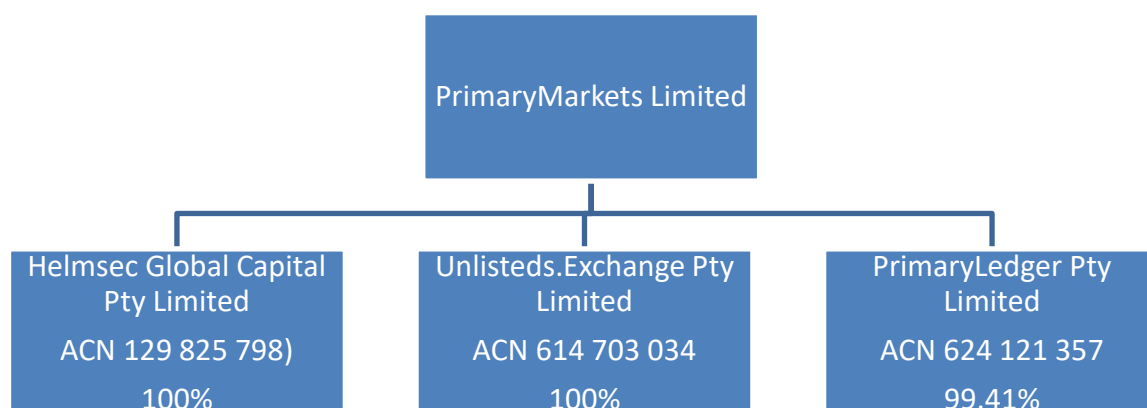 PrimaryMarkets Limited
Helmsec Global Capital
Pty Limited
ACN 129 825 798)
100%
Unlisteds.Exchange Pty
Limited
ACN 614 703 034
100%
PrimaryLedger Pty
Limited
ACN 624 121 357
99.41%